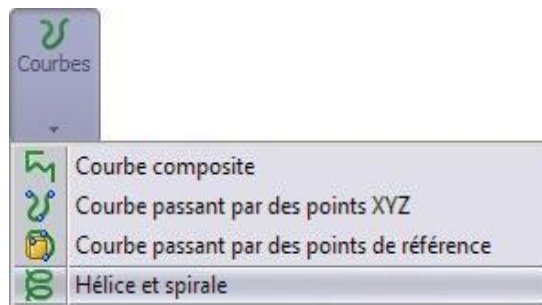 Courbes
Courbe composite
Courbe passant par des points XYZ
Courbe passant par des points de référence
Hélice et spirale